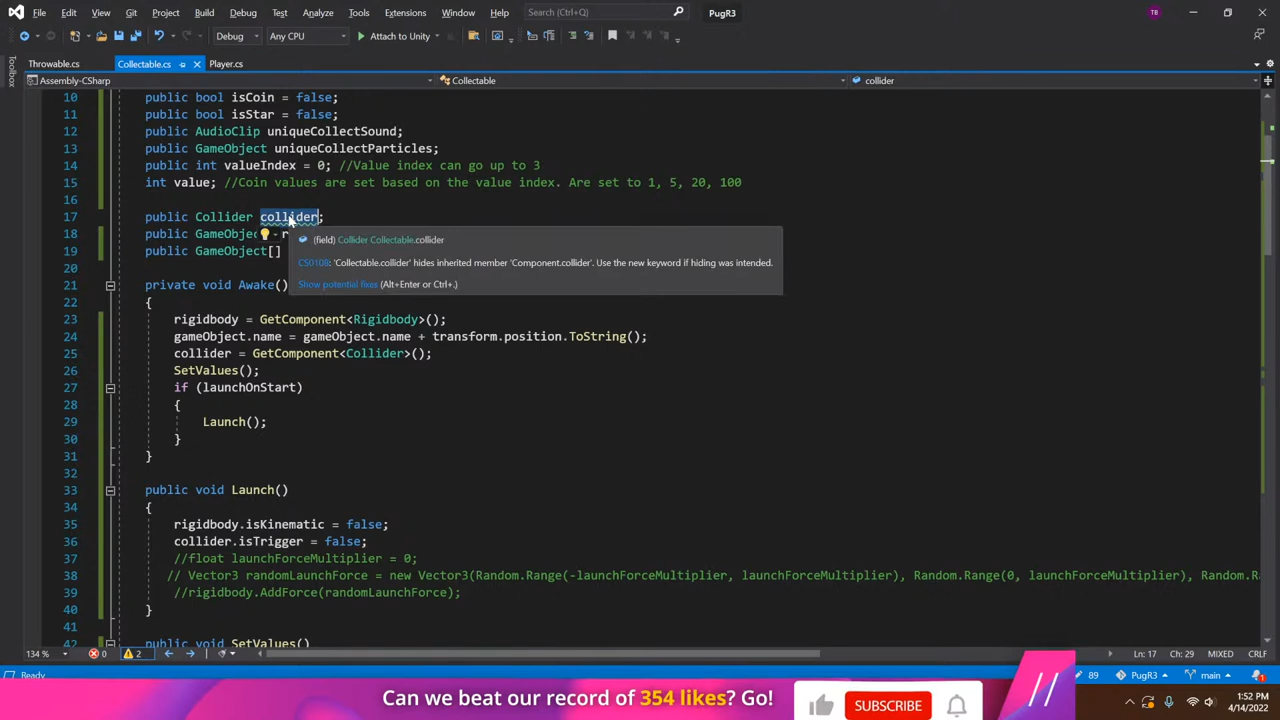 File Edit View Git Project Build Debug Test Analyze Tools Extensions Window Help Search (Ctrl+Q) PugR3 TB
Debug Any CPU Attach to Unity
Toolbox
Throwable.cs Collectable.cs Player.cs
Assembly-CSharp Collectable collider
10 public bool isCoin = false;
11 public bool isStar = false;
12 public AudioClip uniqueCollectSound;
13 public GameObject uniqueCollectParticles;
14 public int valueIndex = 0; //Value index can go up to 3
15 int value; //Coin values are set based on the value index. Are set to 1, 5, 20, 100
16
17 public Collider collider;
18 public GameObjec r
19 public GameObject[]
(field) Collider Collectable.collider
CS0108: 'Collectable.collider' hides inherited member 'Component.collider'. Use the new keyword if hiding was intended.
Show potential fixes (Alt+Enter or Ctrl+.)
20
21 private void Awake()
22 {
23 rigidbody = GetComponent<Rigidbody>();
24 gameObject.name = gameObject.name + transform.position.ToString();
25 collider = GetComponent<Collider>();
26 SetValues();
27 if (launchOnStart)
28 {
29 Launch();
30 }
31 }
32
33 public void Launch()
34 {
35 rigidbody.isKinematic = false;
36 collider.isTrigger = false;
37 //float launchForceMultiplier = 0;
38 // Vector3 randomLaunchForce = new Vector3(Random.Range(-launchForceMultiplier, launchForceMultiplier), Random.Range(0, launchForceMultiplier), Random.Ra
39 //rigidbody.AddForce(randomLaunchForce);
40 }
41
42 public void SetValues()
134 % 0 2 Ln: 17 Ch: 29 MIXED CRLF
Ready 89 PugR3 main 1
Can we beat our record of 354 likes? Go! SUBSCRIBE //
1:52 PM
4/14/2022